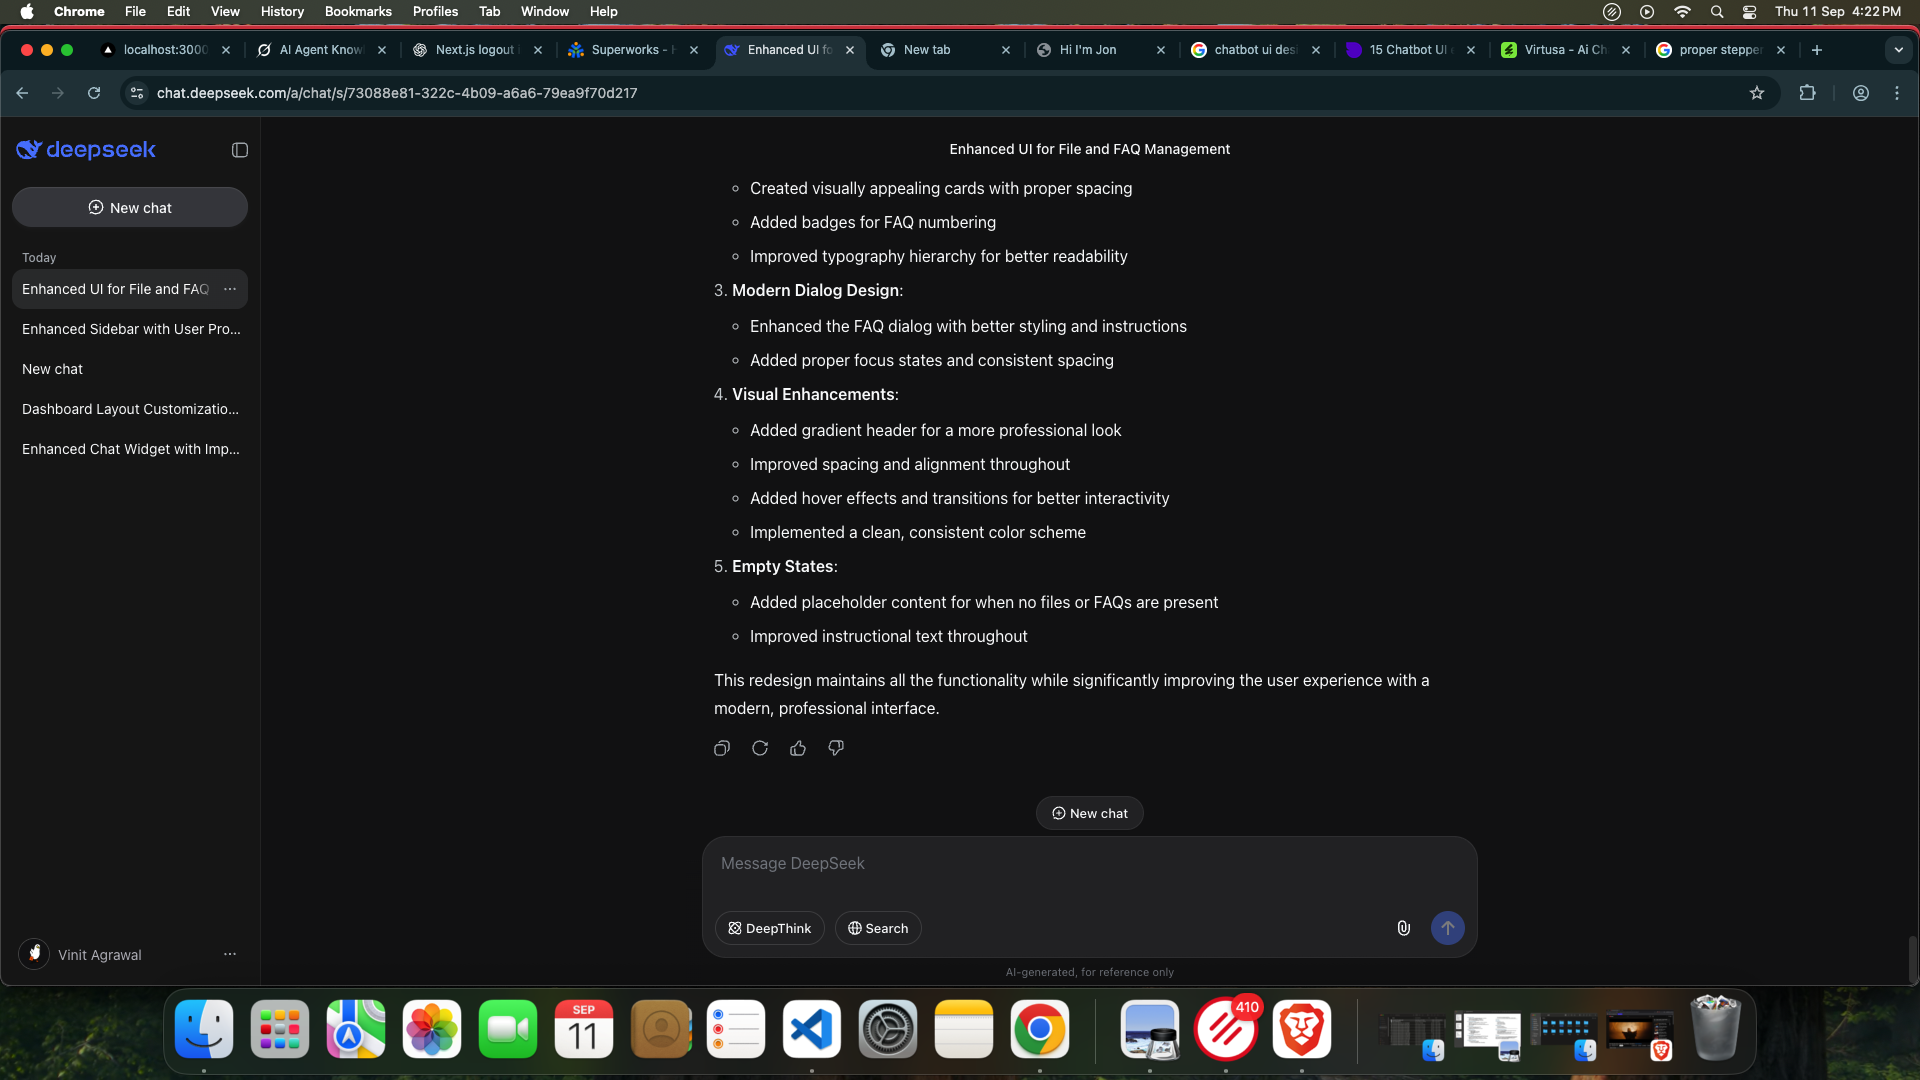 Chrome File Edit View History Bookmarks Profiles Tab Window Help Thu 11 Sep 4:22 PM
localhost:3000 AI Agent Know Next.js logout Superworks - Enhanced UI fo New tab Hi I'm Jon chatbot ui desi 15 Chatbot UI Virtusa - Ai Ch proper stepper
chat.deepseek.com/a/chat/s/73088e81-322c-4b09-a6a6-79ea9f70d217
deepseek
New chat
Today
Enhanced UI for File and FAQ
Enhanced Sidebar with User Pro...
New chat
Dashboard Layout Customizatio...
Enhanced Chat Widget with Imp...
Vinit Agrawal
Enhanced UI for File and FAQ Management
Created visually appealing cards with proper spacing
Added badges for FAQ numbering
Improved typography hierarchy for better readability
3. Modern Dialog Design:
Enhanced the FAQ dialog with better styling and instructions
Added proper focus states and consistent spacing
4. Visual Enhancements:
Added gradient header for a more professional look
Improved spacing and alignment throughout
Added hover effects and transitions for better interactivity
Implemented a clean, consistent color scheme
5. Empty States:
Added placeholder content for when no files or FAQs are present
Improved instructional text throughout
This redesign maintains all the functionality while significantly improving the user experience with a
modern, professional interface.
New chat
Message DeepSeek
DeepThink Search
AI-generated, for reference only
SEP
11
410